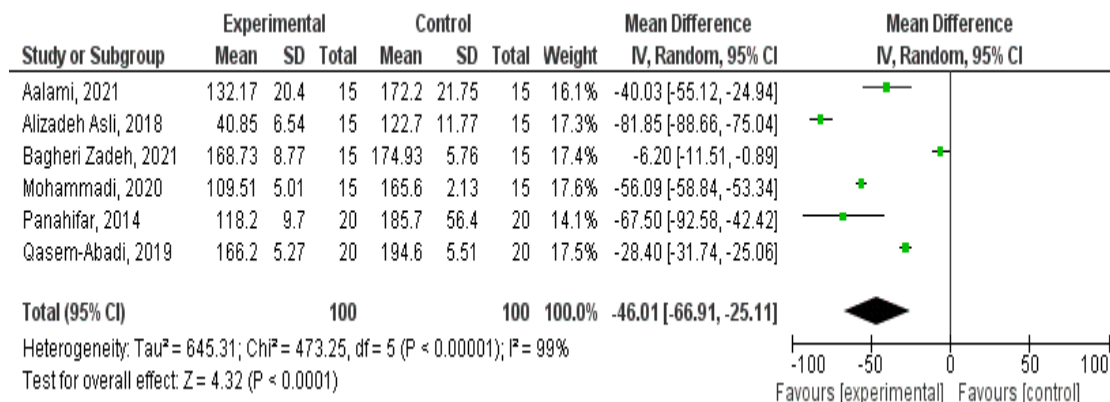 Experimental Control Mean Difference Mean Difference
Study or Subgroup Mean SD Total Mean SD Total Weight IV, Random, 95% CI IV, Random, 95% CI
Aalami, 2021 132.17 20.4 15 172.2 21.75 15 16.1% -40.03 [-55.12, -24.94]
Alizadeh Asli, 2018 40.85 6.54 15 122.7 11.77 15 17.3% -81.85 [-88.66, -75.04]
Bagheri Zadeh, 2021 168.73 8.77 15 174.93 5.76 15 17.4% -6.20 [-11.51, -0.89]
Mohammadi, 2020 109.51 5.01 15 165.6 2.13 15 17.6% -56.09 [-58.84, -53.34]
Panahifar, 2014 118.2 9.7 20 185.7 56.4 20 14.1% -67.50 [-92.58, -42.42]
Qasem-Abadi, 2019 166.2 5.27 20 194.6 5.51 20 17.5% -28.40 [-31.74, -25.06]
Total (95% CI) 100 100 100.0% -46.01 [-66.91, -25.11]
Heterogeneity: Tau² = 645.31; Chi² = 473.25, df = 5 (P < 0.00001); I² = 99%
Test for overall effect: Z = 4.32 (P < 0.0001)
-100 -50 0 50 100
Favours [experimental] Favours [control]